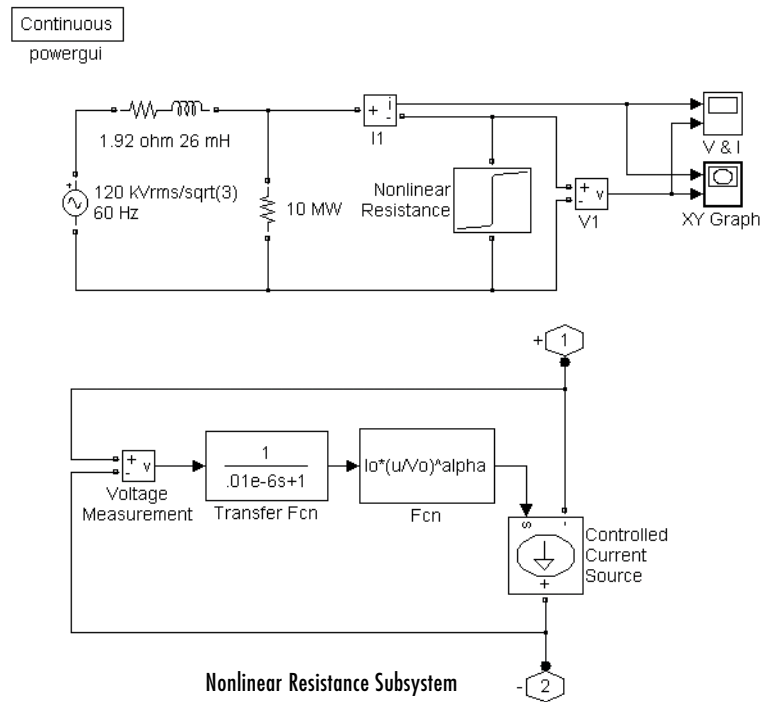 Continuous
powergui
1.92 ohm 26 mH
+ i
-
I1
V & I
120 kVrms/sqrt(3)
60 Hz
+
10 MW
Nonlinear
Resistance
+ v
-
V1
XY Graph
+ 1
+ v
-
Voltage
Measurement
1
.01e-6s+1
Transfer Fcn
Io*(u/Vo)^alpha
Fcn
s -
+
Controlled
Current
Source
Nonlinear Resistance Subsystem
- 2